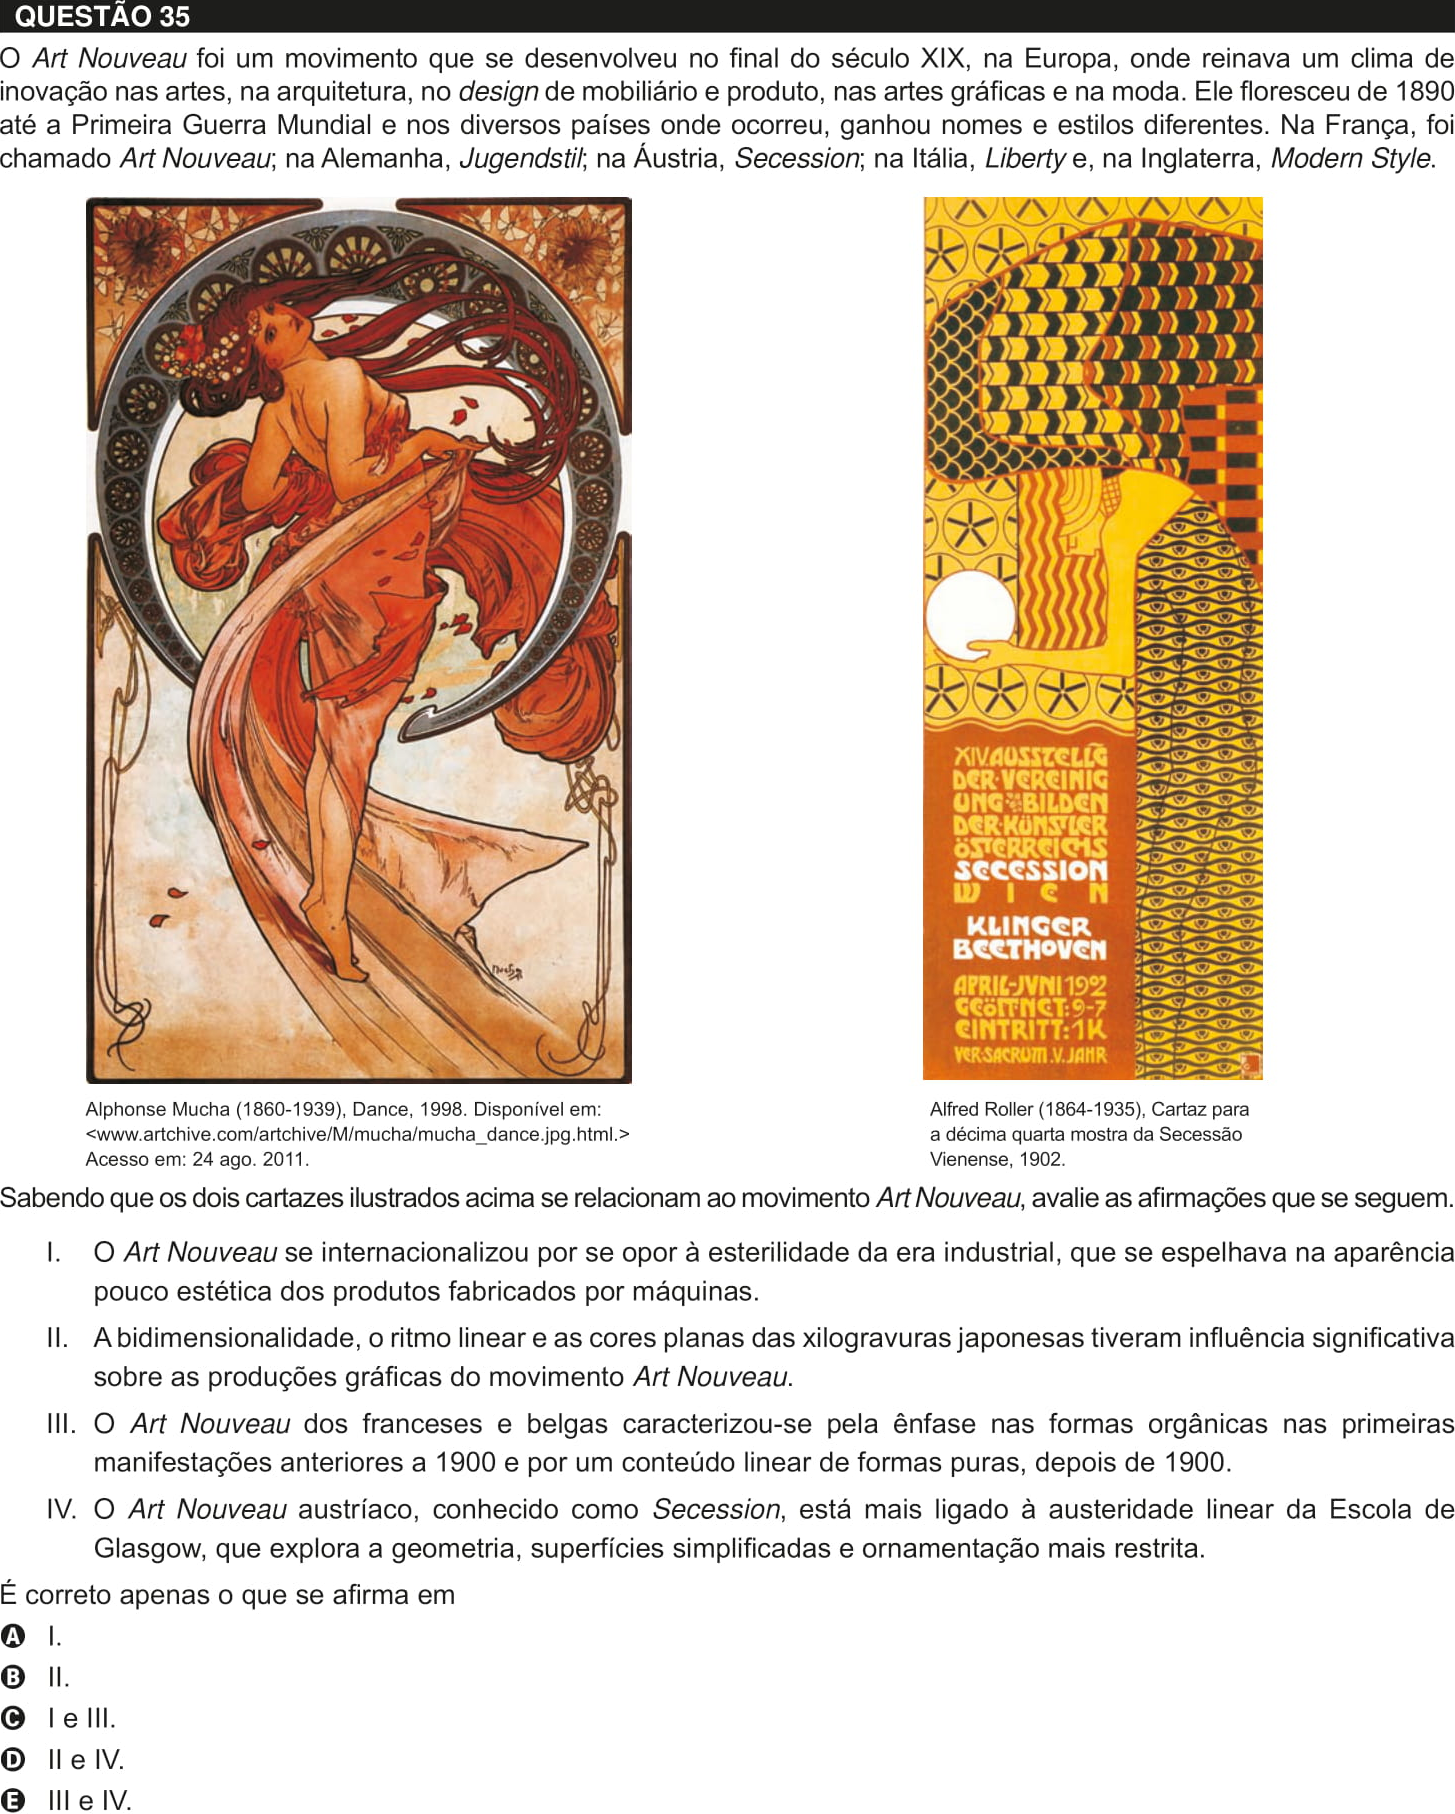 QUESTÃO 35
O Art Nouveau foi um movimento que se desenvolveu no final do século XIX, na Europa, onde reinava um clima de
inovação nas artes, na arquitetura, no design de mobiliário e produto, nas artes gráficas e na moda. Ele floresceu de 1890
até a Primeira Guerra Mundial e nos diversos países onde ocorreu, ganhou nomes e estilos diferentes. Na França, foi
chamado Art Nouveau; na Alemanha, Jugendstil; na Áustria, Secession; na Itália, Liberty e, na Inglaterra, Modern Style.
Mucha
XIV. AUSSTELLG
DER·VEREINIG
UNG BILDEN
DER·KÜNSTLER
ÖSTERREICHS
SECESSION
WIEN
KLINGER
BEETHOVEN
APRIL-JVNI 1902
GEÖFFNET: 9-7
EINTRITT: 1K
VER·SACRUM.V.JAHR
Alphonse Mucha (1860-1939), Dance, 1998. Disponível em:
<www.artchive.com/artchive/M/mucha/mucha_dance.jpg.html.>
Acesso em: 24 ago. 2011.
Alfred Roller (1864-1935), Cartaz para
a décima quarta mostra da Secessão
Vienense, 1902.
Sabendo que os dois cartazes ilustrados acima se relacionam ao movimento Art Nouveau, avalie as afirmações que se seguem.
I. O Art Nouveau se internacionalizou por se opor à esterilidade da era industrial, que se espelhava na aparência
pouco estética dos produtos fabricados por máquinas.
II. A bidimensionalidade, o ritmo linear e as cores planas das xilogravuras japonesas tiveram influência significativa
sobre as produções gráficas do movimento Art Nouveau.
III. O Art Nouveau dos franceses e belgas caracterizou-se pela ênfase nas formas orgânicas nas primeiras
manifestações anteriores a 1900 e por um conteúdo linear de formas puras, depois de 1900.
IV. O Art Nouveau austríaco, conhecido como Secession, está mais ligado à austeridade linear da Escola de
Glasgow, que explora a geometria, superfícies simplificadas e ornamentação mais restrita.
É correto apenas o que se afirma em
A I.
B II.
C I e III.
D II e IV.
E III e IV.